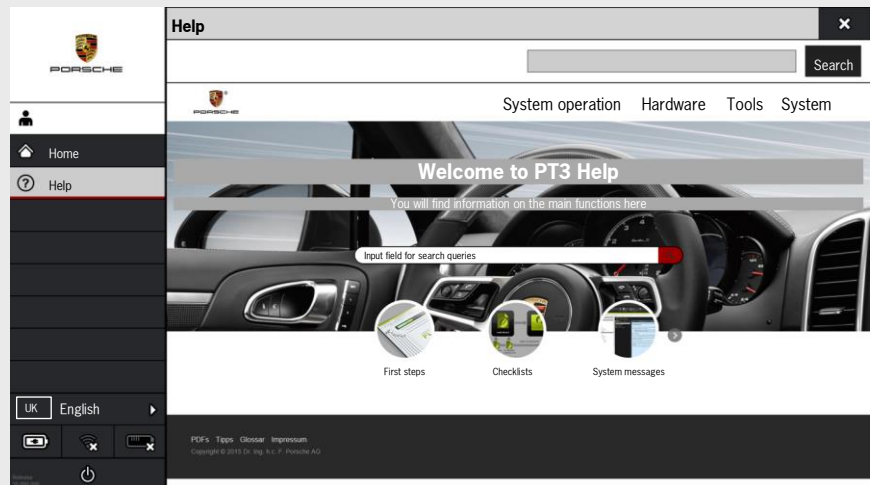 Help
Search
PORSCHE
PORSCHE
System operation Hardware Tools System
Home
Help
Welcome to PT3 Help
You will find information on the main functions here
Input field for search queries
First steps Checklists System messages
UK English
PDFs Tipps Glossar Impressum
Copyright © 2015 Dr. Ing. h.c. F. Porsche AG